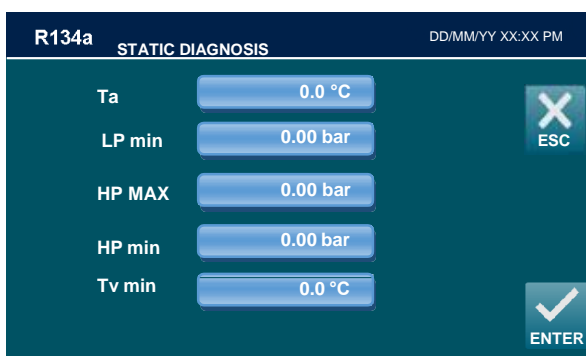 R134a STATIC DIAGNOSIS DD/MM/YY XX:XX PM
Ta 0.0 °C
LP min 0.00 bar
ESC
HP MAX 0.00 bar
HP min 0.00 bar
Tv min 0.0 °C
ENTER